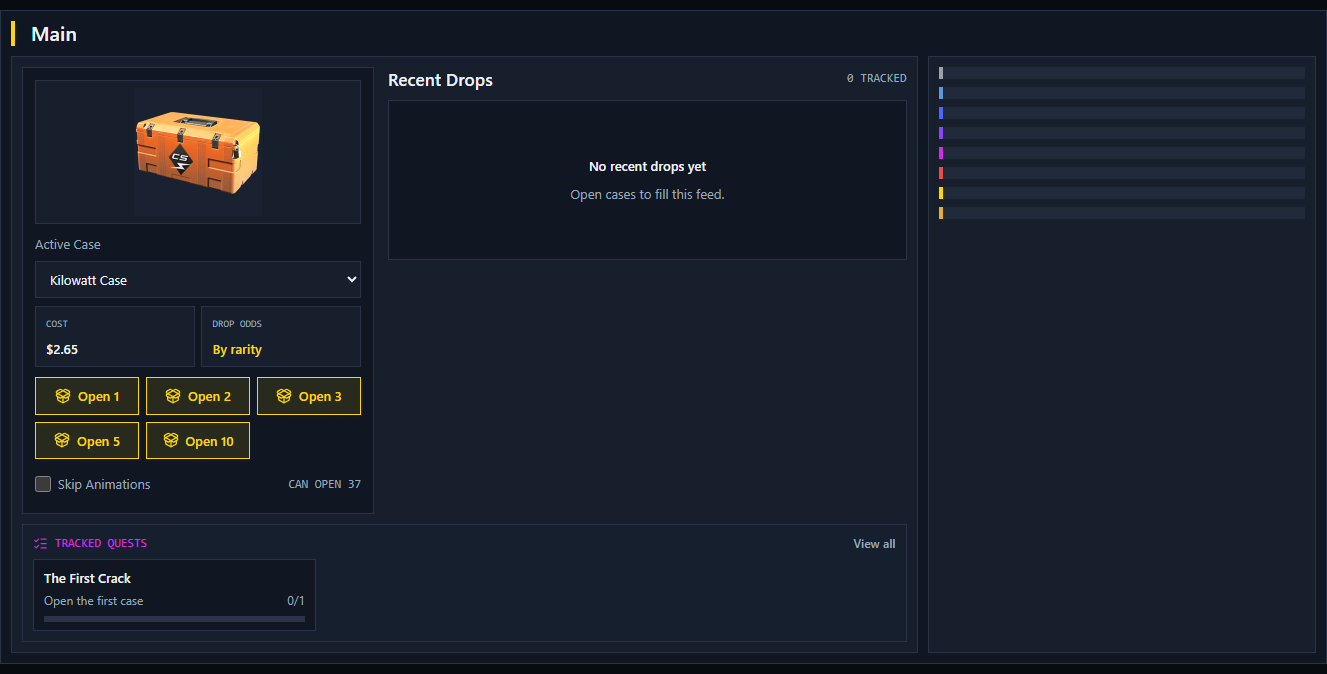 Main
CS
Active Case
Kilowatt Case
COST
$2.65
DROP ODDS
By rarity
Open 1
Open 2
Open 3
Open 5
Open 10
Skip Animations
CAN OPEN 37
Recent Drops
0 TRACKED
No recent drops yet
Open cases to fill this feed.
TRACKED QUESTS
View all
The First Crack
Open the first case
0/1